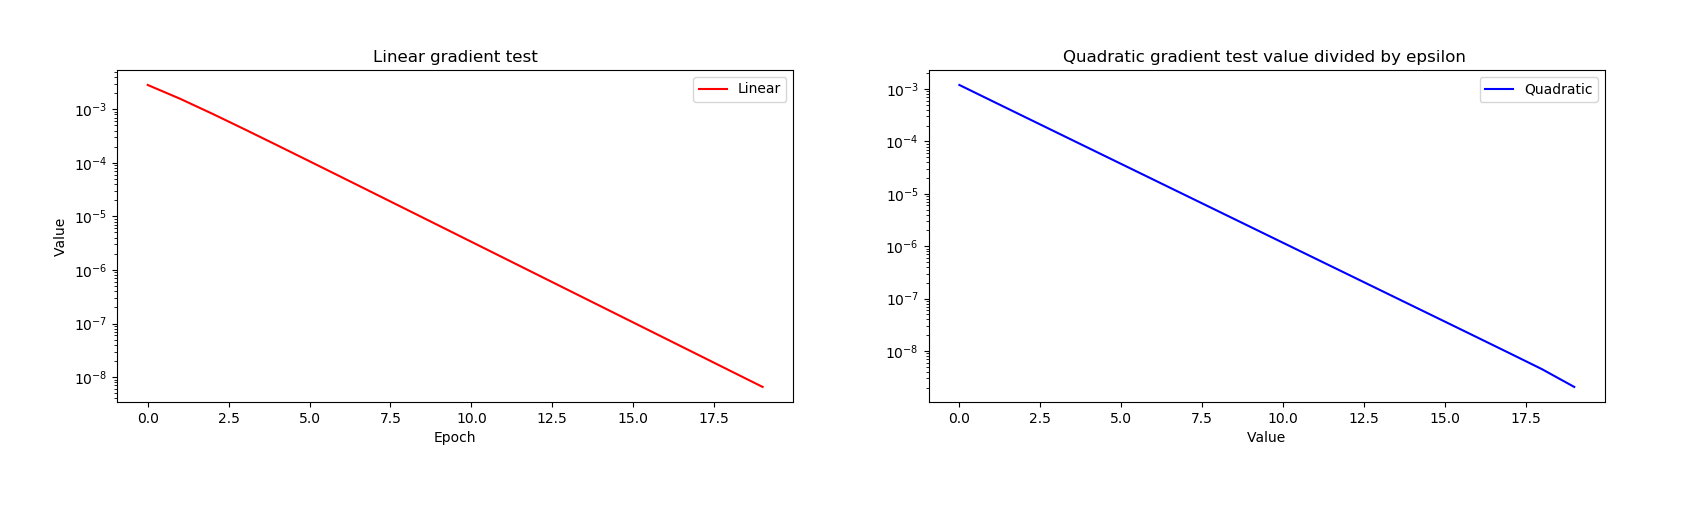 Linear gradient test
Linear
10⁻³
10⁻⁴
10⁻⁵
10⁻⁶
10⁻⁷
10⁻⁸
Value
0.0 2.5 5.0 7.5 10.0 12.5 15.0 17.5
Epoch
Quadratic gradient test value divided by epsilon
Quadratic
10⁻³
10⁻⁴
10⁻⁵
10⁻⁶
10⁻⁷
10⁻⁸
0.0 2.5 5.0 7.5 10.0 12.5 15.0 17.5
Value